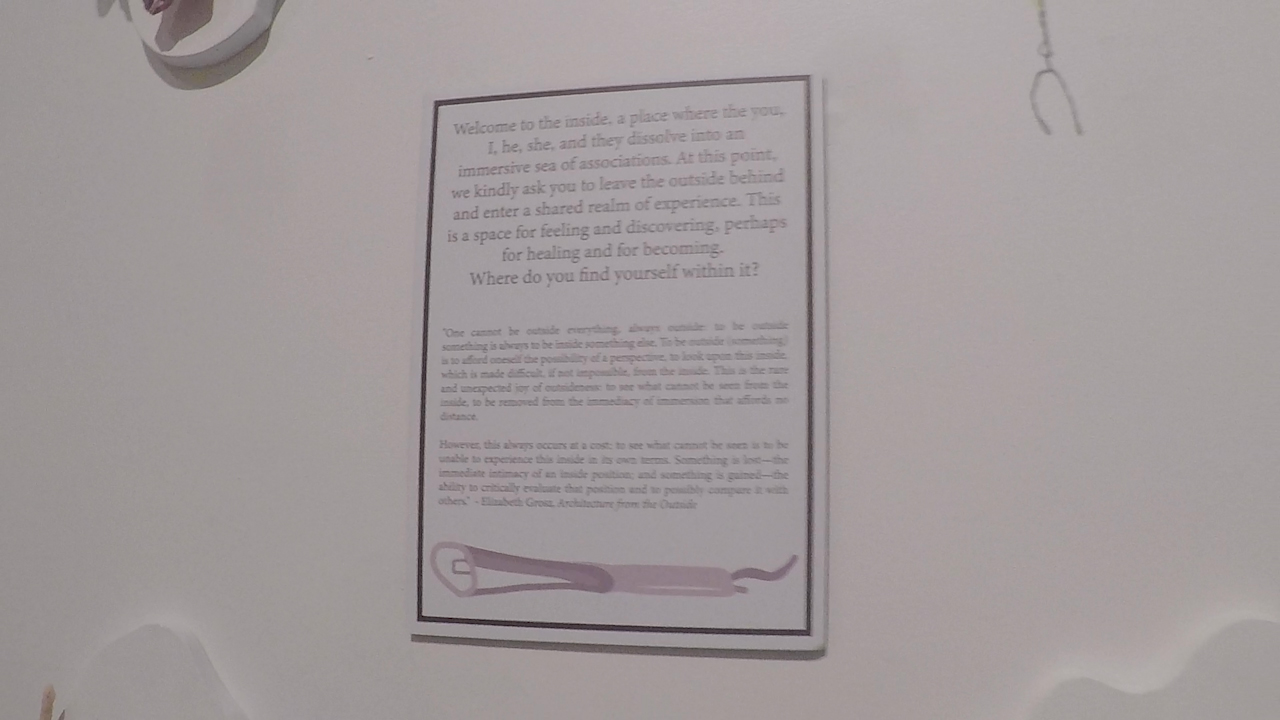 Welcome to the inside, a place where the you,
I, he, she, and they dissolve into an
immersive sea of associations. At this point,
we kindly ask you to leave the outside behind
and enter a shared realm of experience. This
is a space for feeling and discovering, perhaps
for healing and for becoming.
Where do you find yourself within it?
"One cannot be outside everything, always outside: to be outside
something is always to be inside something else. To be outside (something)
is to afford oneself the possibility of a perspective, to look upon this inside,
which is made difficult, if not impossible, from the inside. This is the rare
and unexpected joy of outsideness: to see what cannot be seen from the
inside, to be removed from the immediacy of immersion that affords no
distance.
However, this always occurs at a cost: to see what cannot be seen is to be
unable to experience this inside in its own terms. Something is lost—the
immediate intimacy of an inside position; and something is gained—the
ability to critically evaluate that position and to possibly compare it with
others." - Elizabeth Grosz, Architecture from the Outside